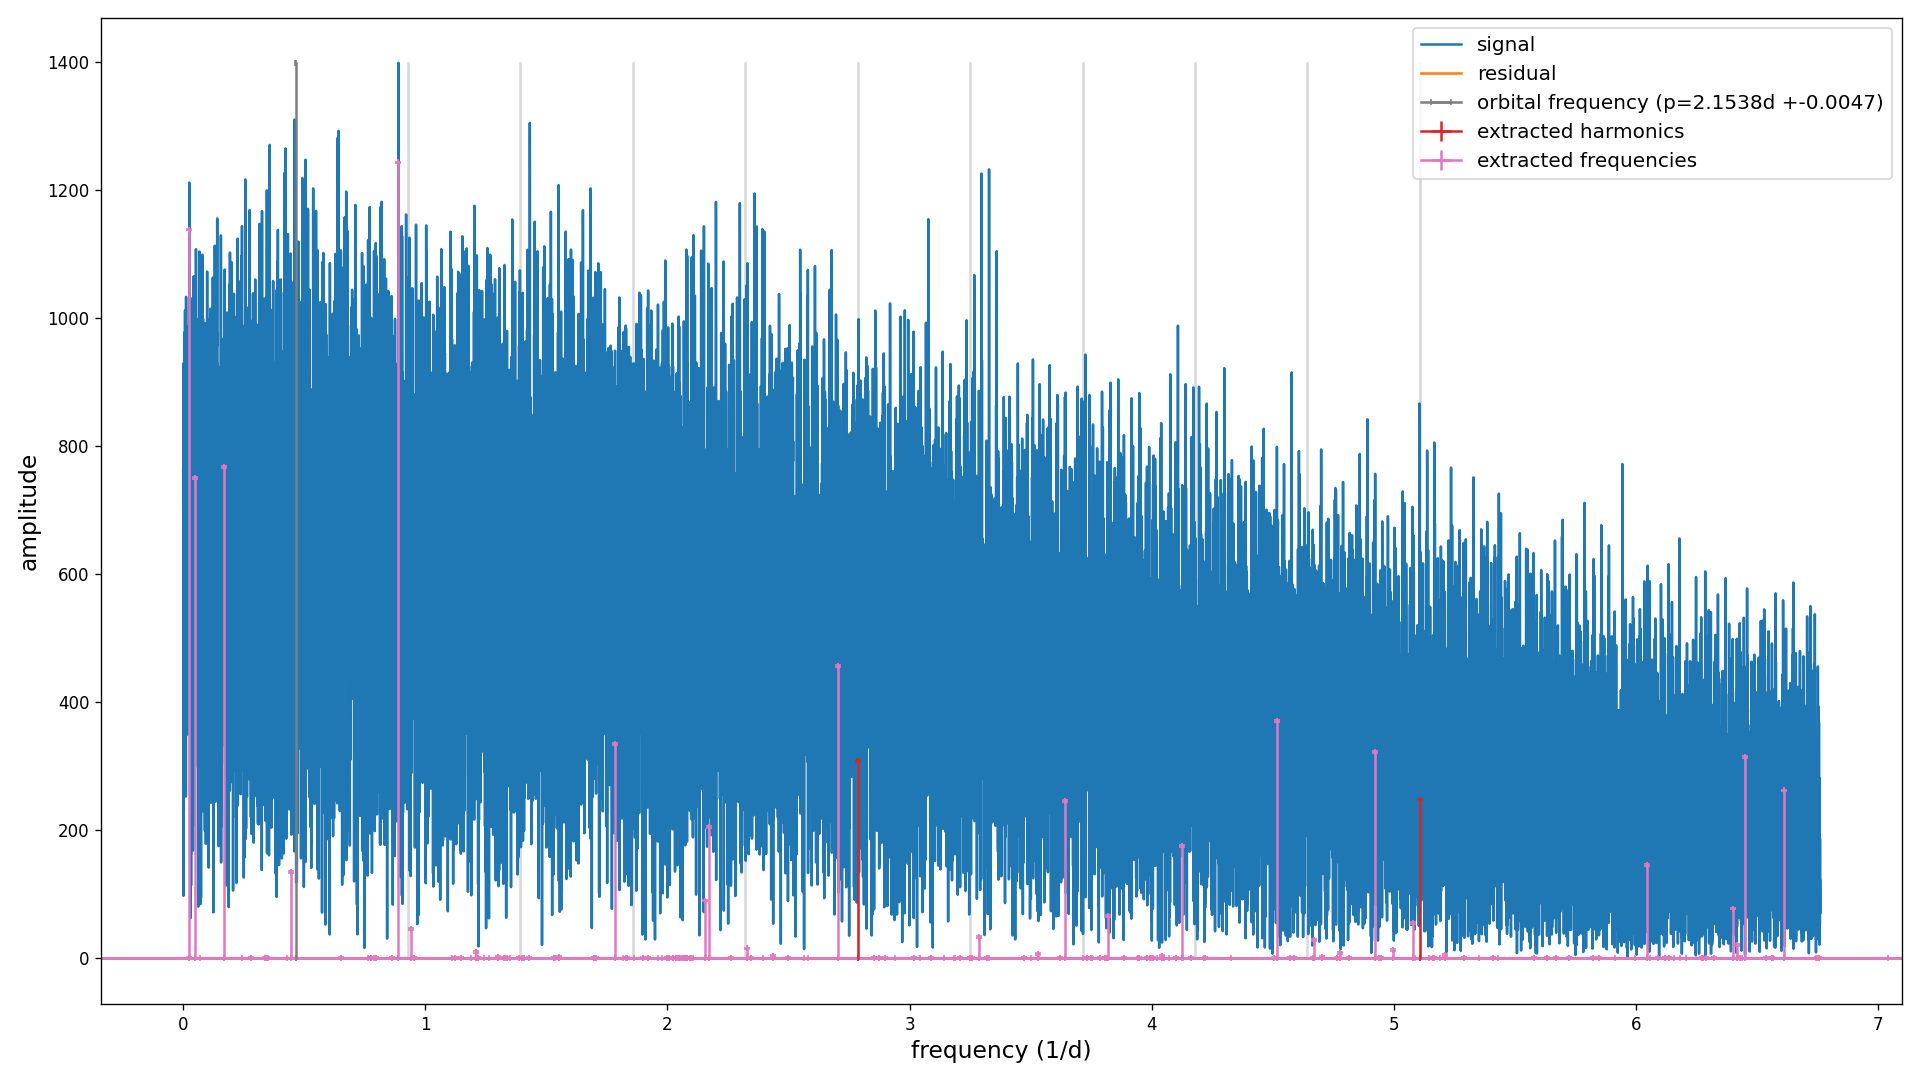 signal
residual
orbital frequency (p=2.1538d +-0.0047)
extracted harmonics
extracted frequencies
1400
1200
1000
800
600
400
200
0
amplitude
0 1 2 3 4 5 6 7
frequency (1/d)